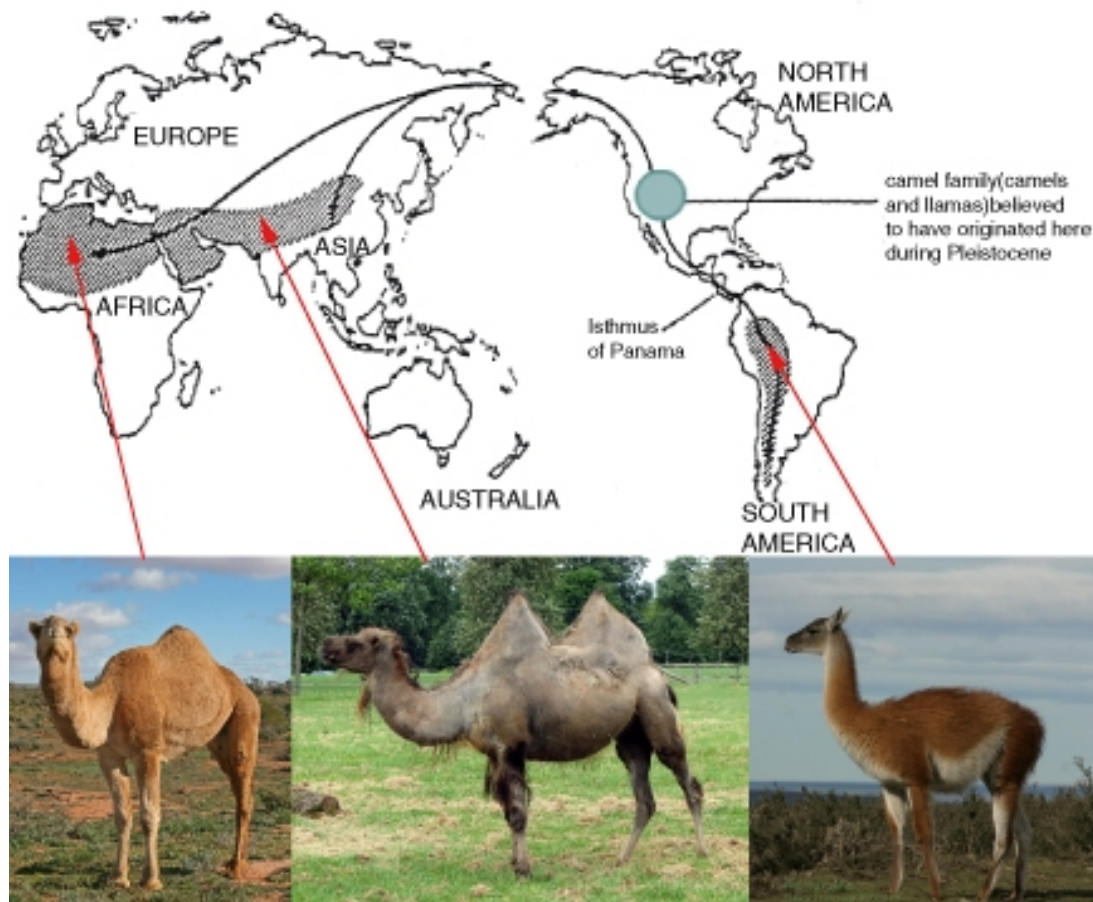 NORTH
AMERICA
EUROPE
camel family(camels
and llamas)believed
to have originated here
during Pleistocene
ASIA
AFRICA
Isthmus
of Panama
AUSTRALIA
SOUTH
AMERICA